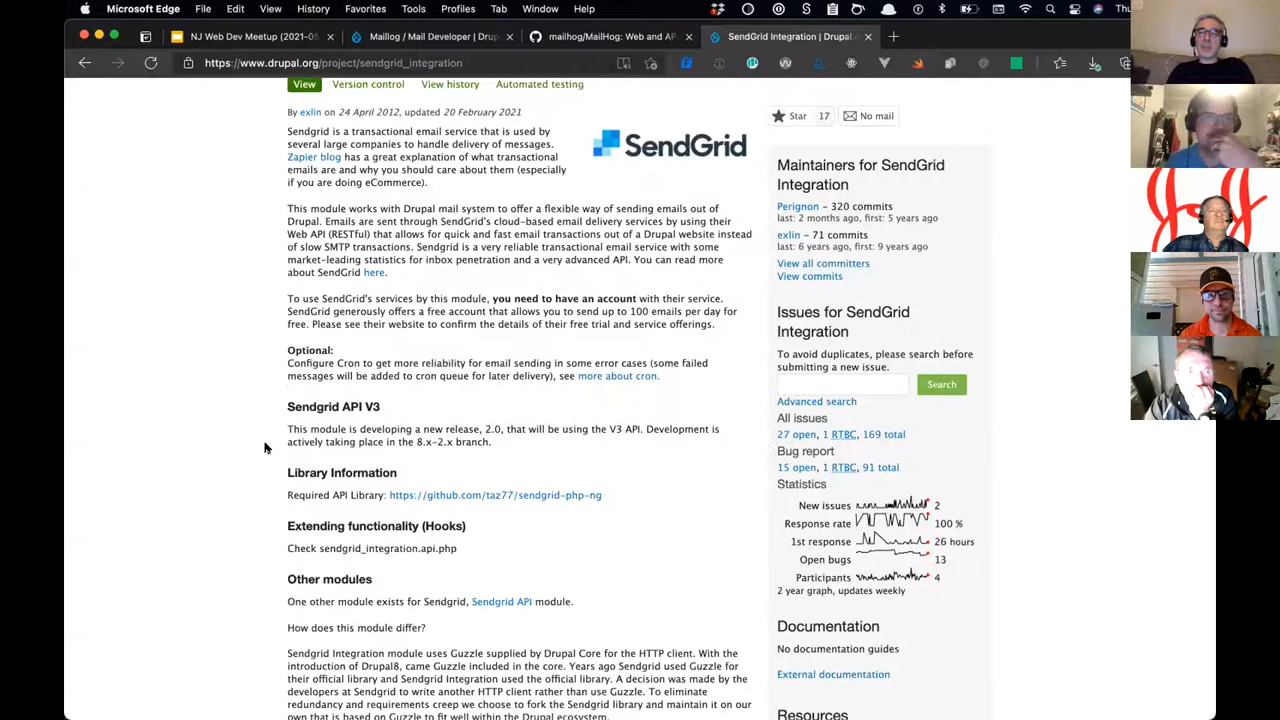 Microsoft Edge File Edit View History Favorites Tools Profiles Tab Window Help
NJ Web Dev Meetup (2021-05
Maillog / Mail Developer | Drup
mailhog/MailHog: Web and AP
SendGrid Integration | Drupal.
https://www.drupal.org/project/sendgrid_integration
View Version control View history Automated testing
By exlin on 24 April 2012, updated 20 February 2021
Sendgrid is a transactional email service that is used by
several large companies to handle delivery of messages.
Zapier blog has a great explanation of what transactional
emails are and why you should care about them (especially
if you are doing eCommerce).
SendGrid
This module works with Drupal mail system to offer a flexible way of sending emails out of
Drupal. Emails are sent through SendGrid's cloud-based email delivery services by using their
Web API (RESTful) that allows for quick and fast email transactions out of a Drupal website instead
of slow SMTP transactions. Sendgrid is a very reliable transactional email service with some
market-leading statistics for inbox penetration and a very advanced API. You can read more
about SendGrid here.
To use SendGrid's services by this module, you need to have an account with their service.
SendGrid generously offers a free account that allows you to send up to 100 emails per day for
free. Please see their website to confirm the details of their free trial and service offerings.
Optional:
Configure Cron to get more reliability for email sending in some error cases (some failed
messages will be added to cron queue for later delivery), see more about cron.
Sendgrid API V3
This module is developing a new release, 2.0, that will be using the V3 API. Development is
actively taking place in the 8.x-2.x branch.
Library Information
Required API Library: https://github.com/taz77/sendgrid-php-ng
Extending functionality (Hooks)
Check sendgrid_integration.api.php
Other modules
One other module exists for Sendgrid, Sendgrid API module.
How does this module differ?
Sendgrid Integration module uses Guzzle supplied by Drupal Core for the HTTP client. With the
introduction of Drupal8, came Guzzle included in the core. Years ago Sendgrid used Guzzle for
their official library and Sendgrid Integration used the official library. A decision was made by the
developers at Sendgrid to write another HTTP client rather than use Guzzle. To eliminate
redundancy and requirements creep we choose to fork the Sendgrid library and maintain it on our
own that is based on Guzzle to fit well within the Drupal ecosystem.
Star 17 No mail
Maintainers for SendGrid
Integration
Perignon – 320 commits
last: 2 months ago, first: 5 years ago
exlin – 71 commits
last: 6 years ago, first: 9 years ago
View all committers
View commits
Issues for SendGrid
Integration
To avoid duplicates, please search before
submitting a new issue.
Search
Advanced search
All issues
27 open, 1 RTBC, 169 total
Bug report
15 open, 1 RTBC, 91 total
Statistics
New issues 2
Response rate 100 %
1st response 26 hours
Open bugs 13
Participants 4
2 year graph, updates weekly
Documentation
No documentation guides
External documentation
Resources